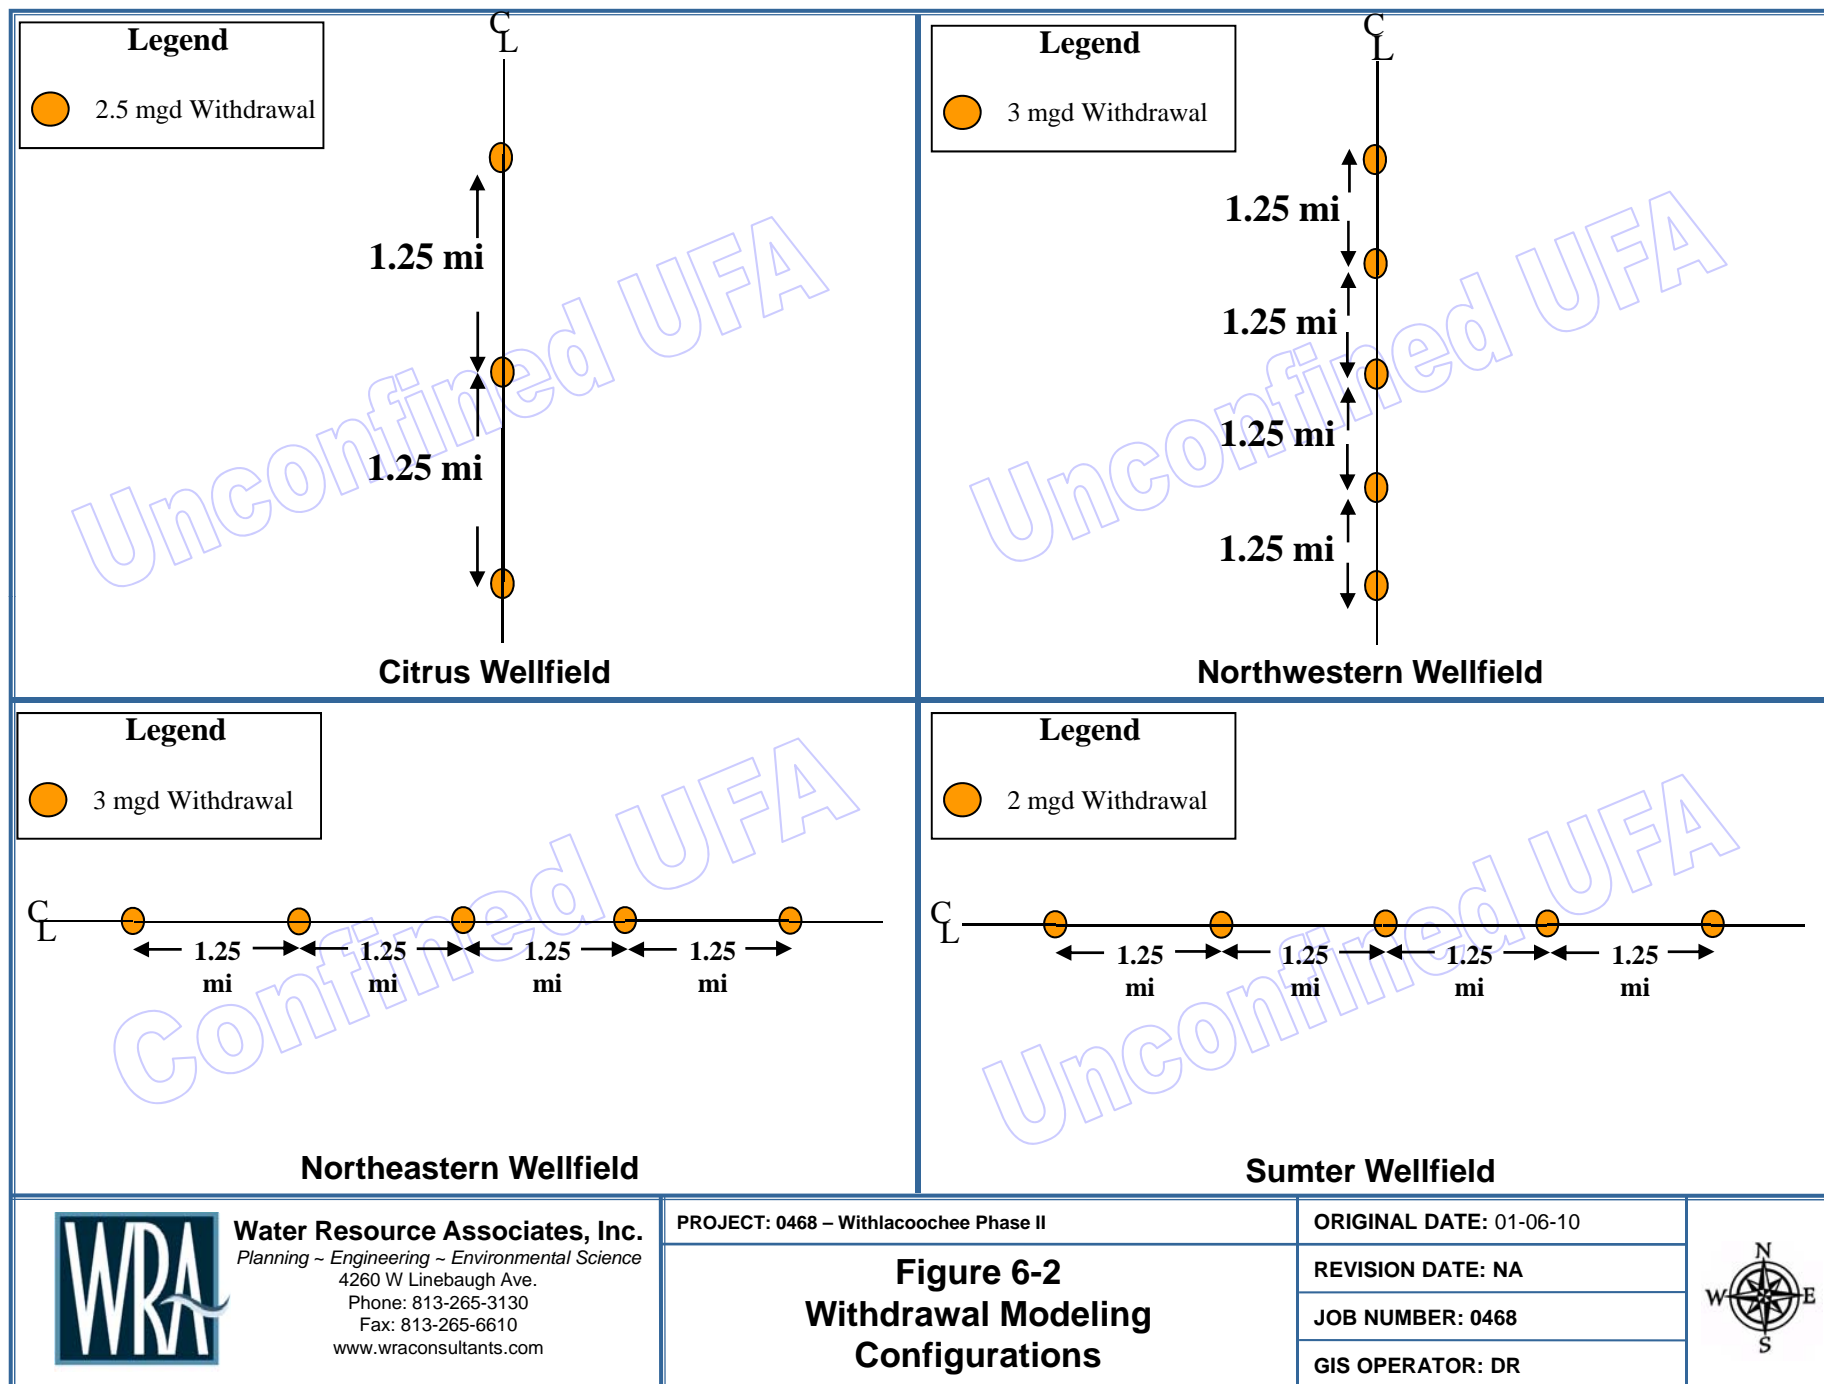 Legend
2.5 mgd Withdrawal
C
L
1.25 mi
1.25 mi
Unconfined UFA
Citrus Wellfield
Legend
3 mgd Withdrawal
C
L
1.25 mi
1.25 mi
1.25 mi
1.25 mi
Unconfined UFA
Northwestern Wellfield
Legend
3 mgd Withdrawal
C
L
1.25
mi
1.25
mi
1.25
mi
1.25
mi
Confined UFA
Northeastern Wellfield
Legend
2 mgd Withdrawal
C
L
1.25
mi
1.25
mi
1.25
mi
1.25
mi
Unconfined UFA
Sumter Wellfield
WRA
Water Resource Associates, Inc.
Planning ~ Engineering ~ Environmental Science
4260 W Linebaugh Ave.
Phone: 813-265-3130
Fax: 813-265-6610
www.wraconsultants.com
PROJECT: 0468 – Withlacoochee Phase II
Figure 6-2
Withdrawal Modeling
Configurations
ORIGINAL DATE: 01-06-10
REVISION DATE: NA
JOB NUMBER: 0468
GIS OPERATOR: DR
N
W
E
S